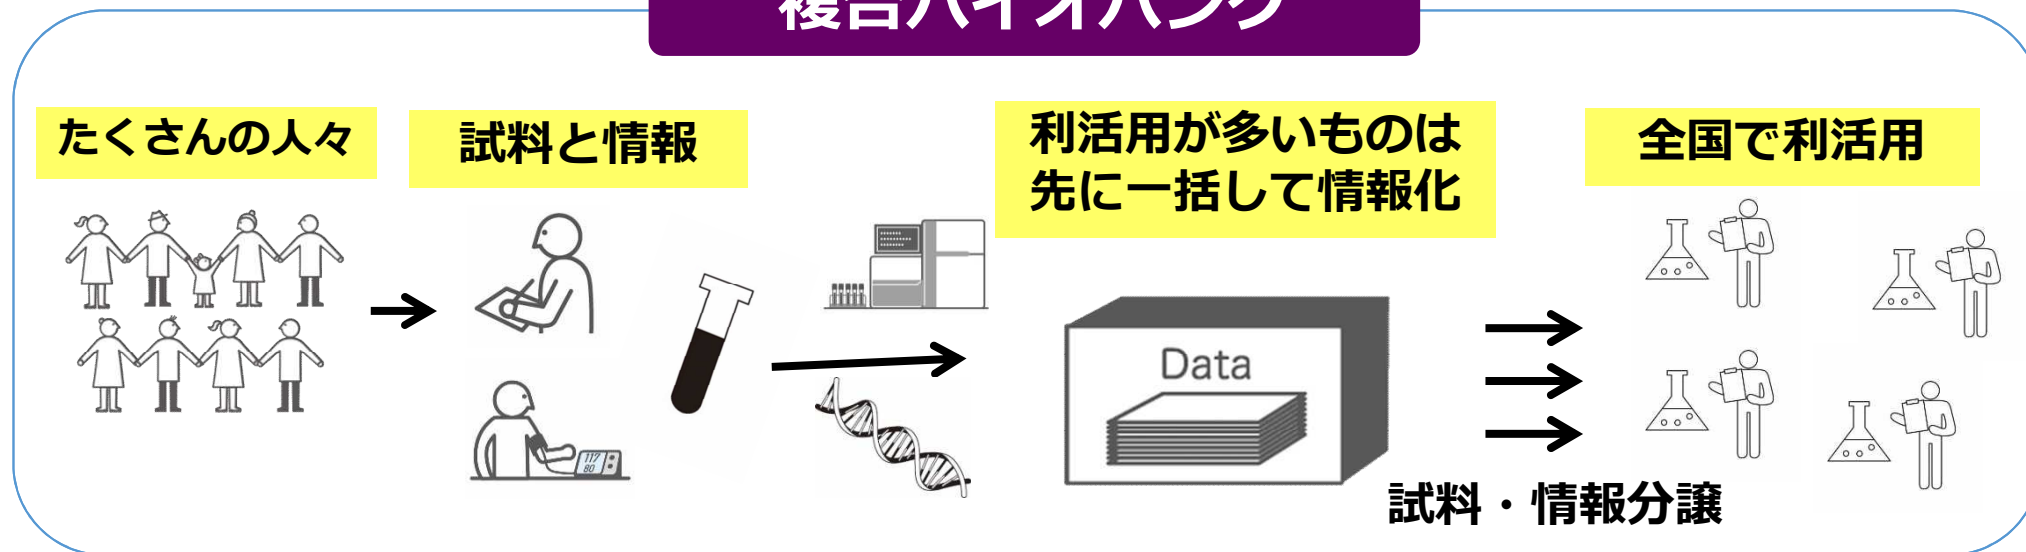 複合バイオバンク
たくさんの人々
試料と情報
利活用が多いものは
先に一括して情報化
全国で利活用
117
80
Data
試料・情報分譲